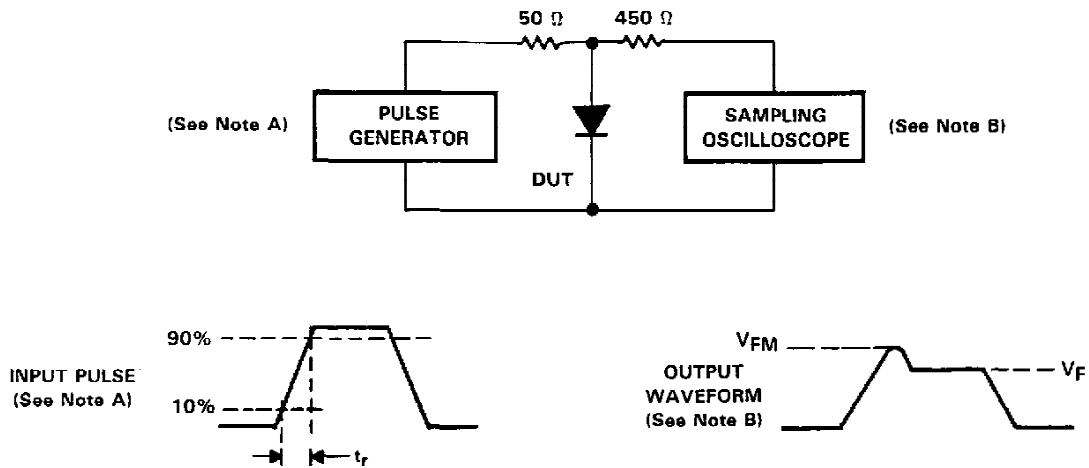 50 Ω
450 Ω
(See Note A)
PULSE
GENERATOR
SAMPLING
OSCILLOSCOPE
(See Note B)
DUT
90%
INPUT PULSE
(See Note A)
10%
tr
VFM
OUTPUT
WAVEFORM
(See Note B)
VF